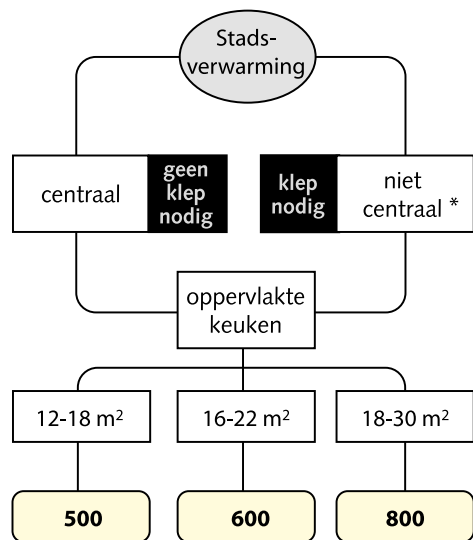 Stads-
verwarming
centraal
geen
klep
nodig
klep
nodig
niet
centraal *
oppervlakte
keuken
12-18 m²
16-22 m²
18-30 m²
500
600
800